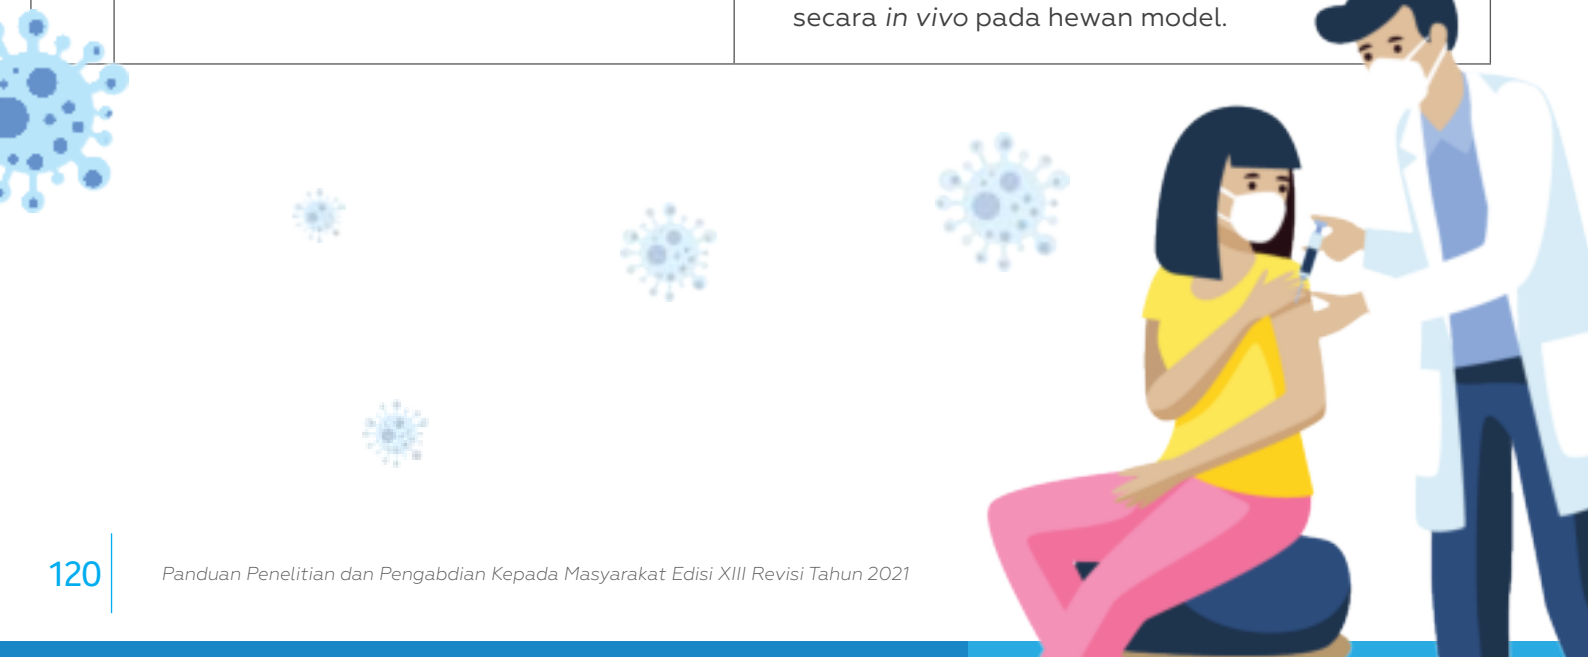 secara in vivo pada hewan model.
120
Panduan Penelitian dan Pengabdian Kepada Masyarakat Edisi XIII Revisi Tahun 2021